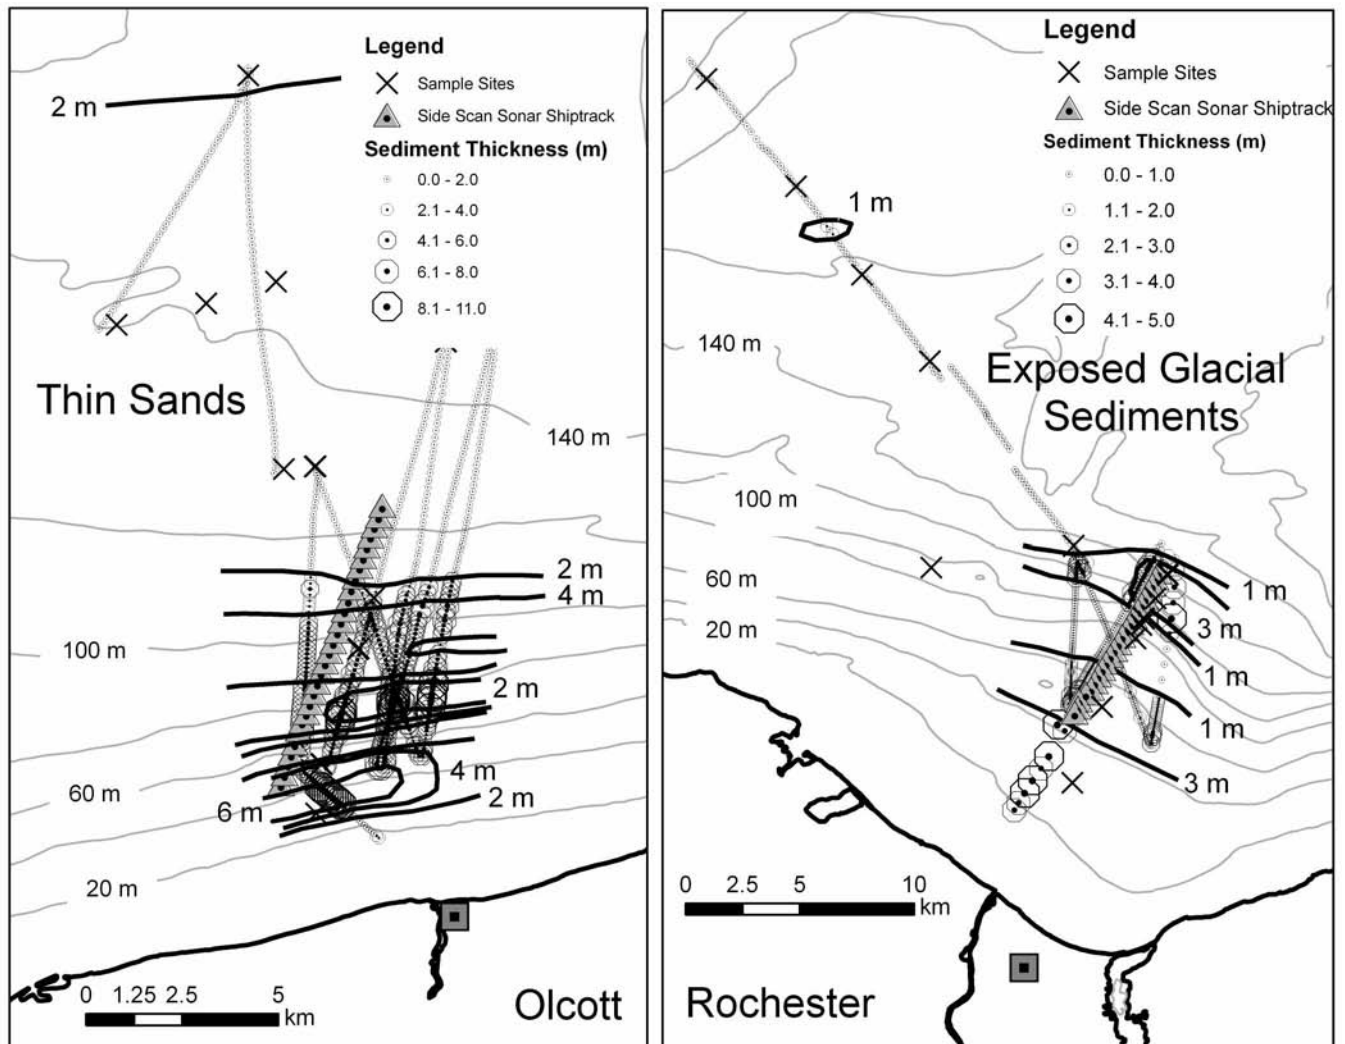 Legend
Sample Sites
Side Scan Sonar Shiptrack
Sediment Thickness (m)
0.0 - 2.0
2.1 - 4.0
4.1 - 6.0
6.1 - 8.0
8.1 - 11.0
2 m
Thin Sands
140 m
2 m
4 m
100 m
2 m
4 m
60 m
2 m
6 m
20 m
0 1.25 2.5 5
km
Olcott
Legend
Sample Sites
Side Scan Sonar Shiptrack
Sediment Thickness (m)
0.0 - 1.0
1.1 - 2.0
2.1 - 3.0
3.1 - 4.0
4.1 - 5.0
1 m
140 m
Exposed Glacial
Sediments
100 m
60 m
1 m
20 m
3 m
1 m
1 m
3 m
0 2.5 5 10
km
Rochester